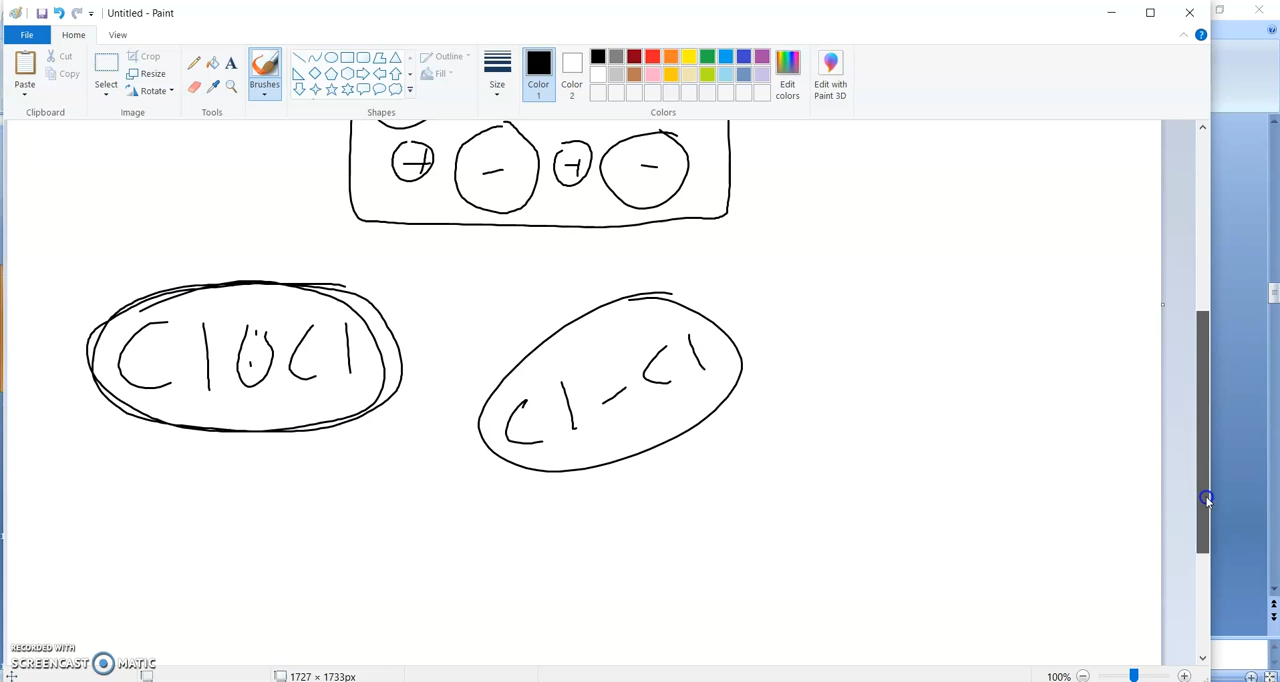 Untitled - Paint
File Home View
Paste Cut Copy Select Crop Resize Rotate A Brushes Outline Fill Size Color 1 Color 2 Edit colors Edit with Paint 3D
Clipboard Image Tools Shapes Colors
+ - + -
Cl Cl
Cl - Cl
RECORDED WITH
SCREENCAST MATIC
1727 × 1733px 100%